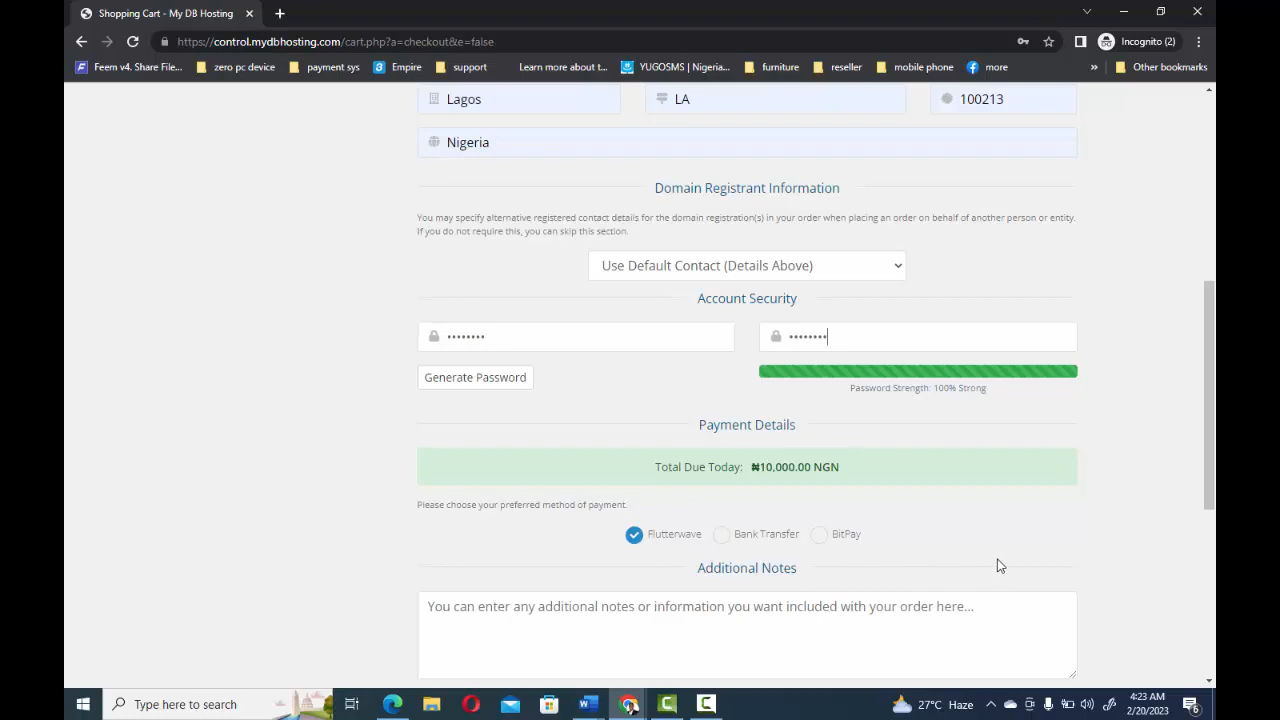 Shopping Cart - My DB Hosting
Incognito (2)
https://control.mydbhosting.com/cart.php?a=checkout&e=false
Feem v4. Share File...
zero pc device
payment sys
Empire
support
Learn more about t...
YUGOSMS | Nigeria...
furniture
reseller
mobile phone
more
»
Other bookmarks
Lagos
LA
100213
Nigeria
Domain Registrant Information
You may specify alternative registered contact details for the domain registration(s) in your order when placing an order on behalf of another person or entity.
If you do not require this, you can skip this section.
Use Default Contact (Details Above)
Account Security
••••••••
••••••••
Generate Password
Password Strength: 100% Strong
Payment Details
Total Due Today: ₦10,000.00 NGN
Please choose your preferred method of payment.
Flutterwave
Bank Transfer
BitPay
Additional Notes
You can enter any additional notes or information you want included with your order here...
Type here to search
27°C Haze
4:23 AM
2/20/2023
6